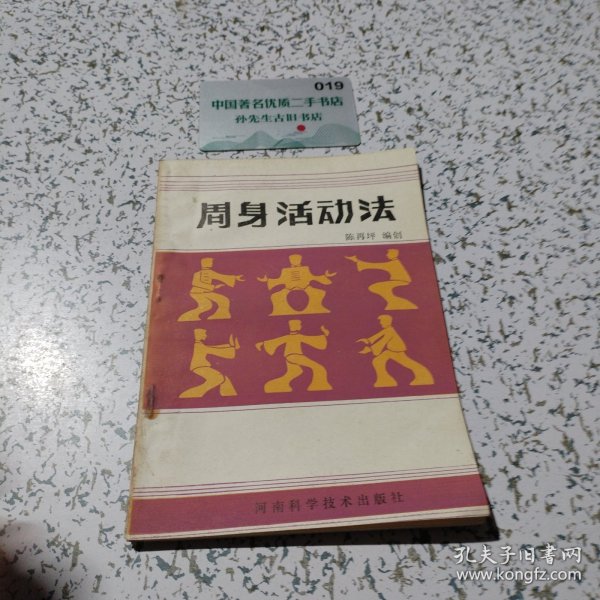 019
中国著名优质二手书店
孙先生古旧书店
周身活动法
陈再坪 编创
河南科学技术出版社
孔夫子旧书网
www.kongfz.com